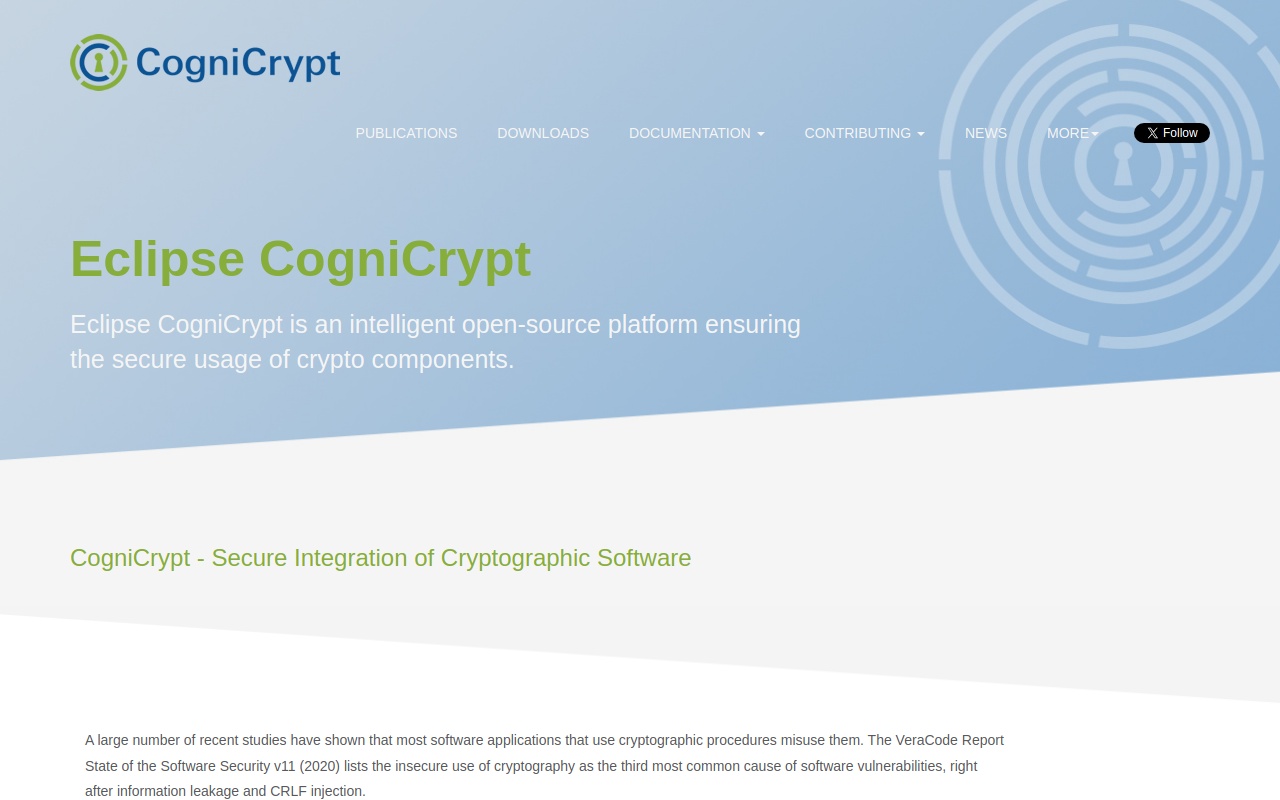 CogniCrypt
PUBLICATIONS DOWNLOADS DOCUMENTATION CONTRIBUTING NEWS MORE Follow
Eclipse CogniCrypt
Eclipse CogniCrypt is an intelligent open-source platform ensuring
the secure usage of crypto components.
CogniCrypt - Secure Integration of Cryptographic Software
A large number of recent studies have shown that most software applications that use cryptographic procedures misuse them. The VeraCode Report
State of the Software Security v11 (2020) lists the insecure use of cryptography as the third most common cause of software vulnerabilities, right
after information leakage and CRLF injection.